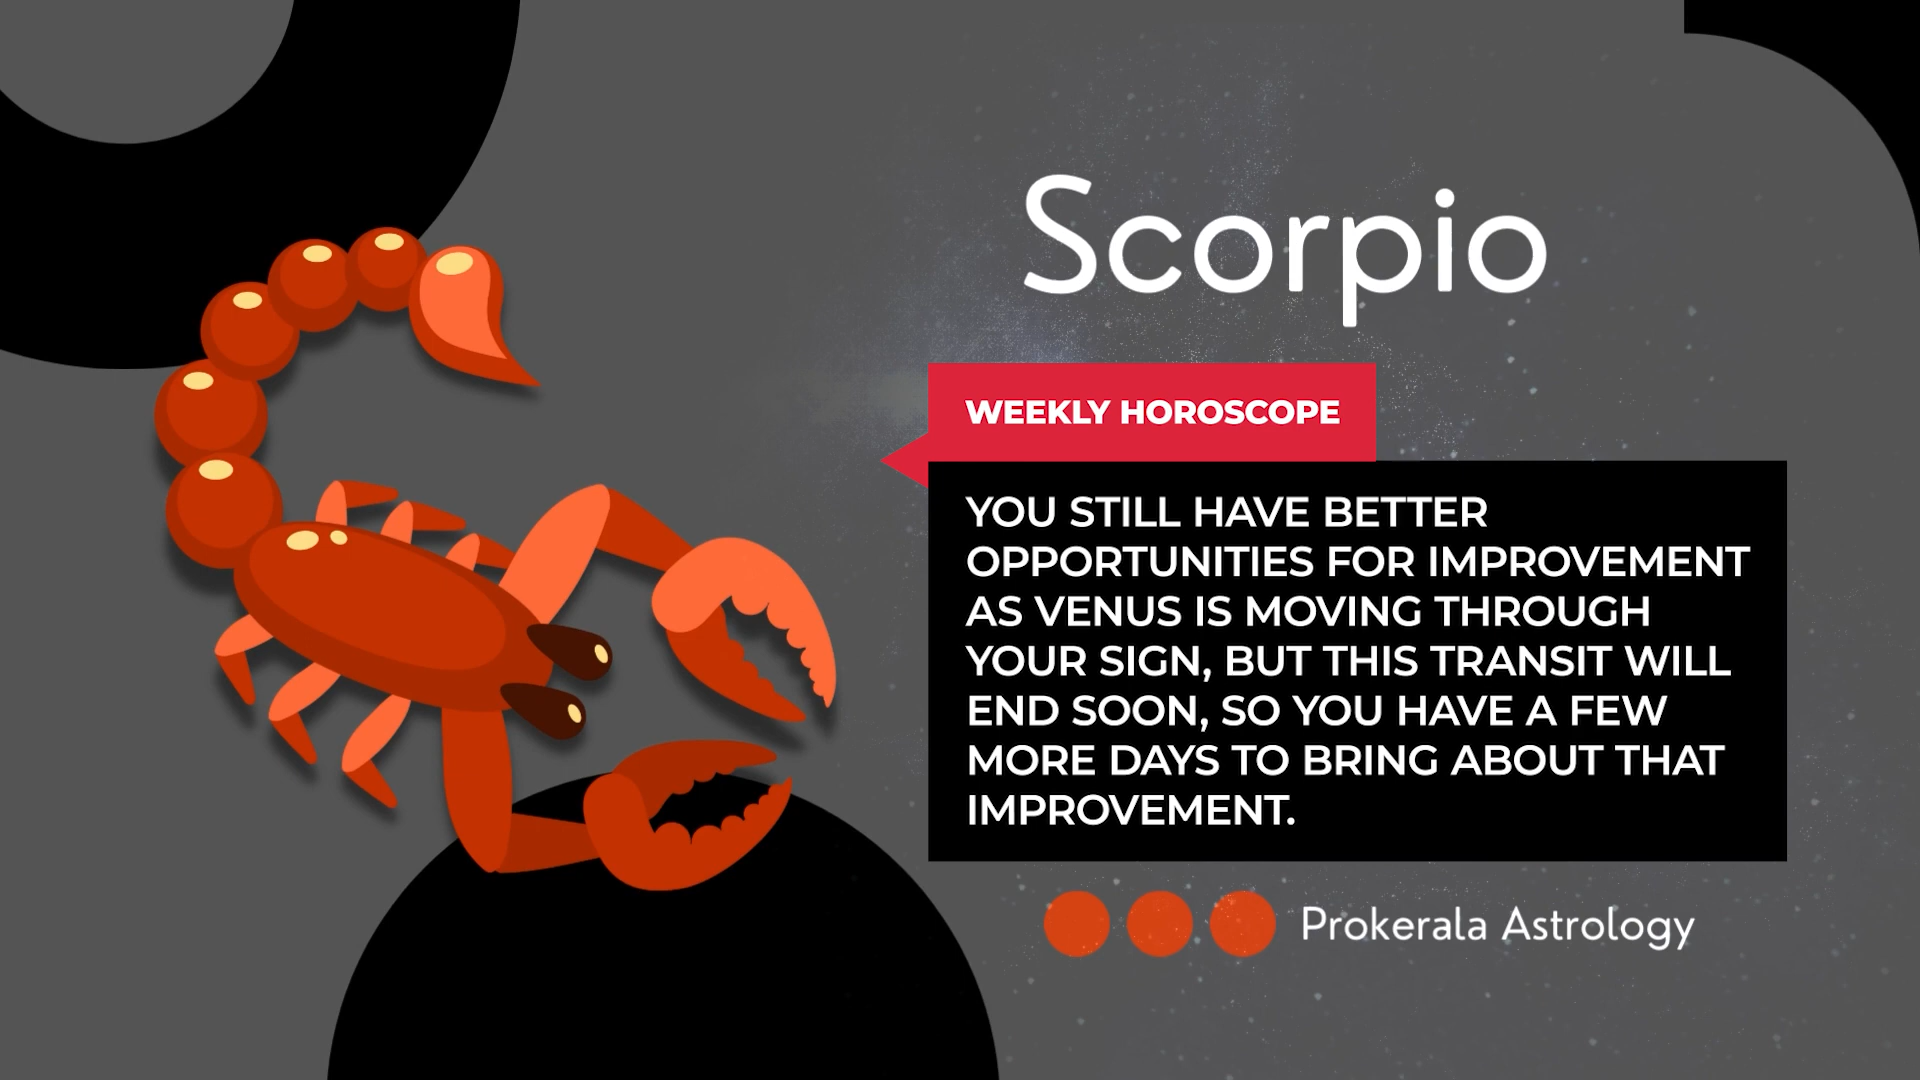 Scorpio
WEEKLY HOROSCOPE
YOU STILL HAVE BETTER
OPPORTUNITIES FOR IMPROVEMENT
AS VENUS IS MOVING THROUGH
YOUR SIGN, BUT THIS TRANSIT WILL
END SOON, SO YOU HAVE A FEW
MORE DAYS TO BRING ABOUT THAT
IMPROVEMENT.
Prokerala Astrology